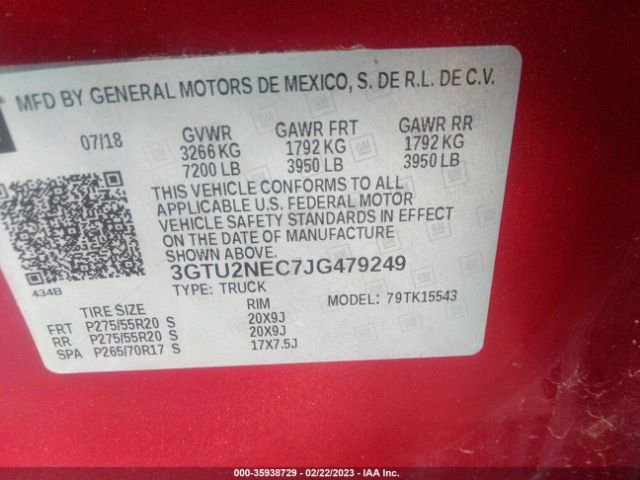 MFD BY GENERAL MOTORS DE MEXICO, S. DE R.L. DE C.V.
07/18 GVWR GAWR FRT GAWR RR
3266 KG 1792 KG 1792 KG
7200 LB 3950 LB 3950 LB
THIS VEHICLE CONFORMS TO ALL
APPLICABLE U.S. FEDERAL MOTOR
VEHICLE SAFETY STANDARDS IN EFFECT
ON THE DATE OF MANUFACTURE
SHOWN ABOVE.
3GTU2NEC7JG479249
434B
TYPE: TRUCK
MODEL: 79TK15543
TIRE SIZE RIM
FRT P275/55R20 S 20X9J
RR P275/55R20 S 20X9J
SPA P265/70R17 S 17X7.5J
000-35938729 - 02/22/2023 - IAA Inc.